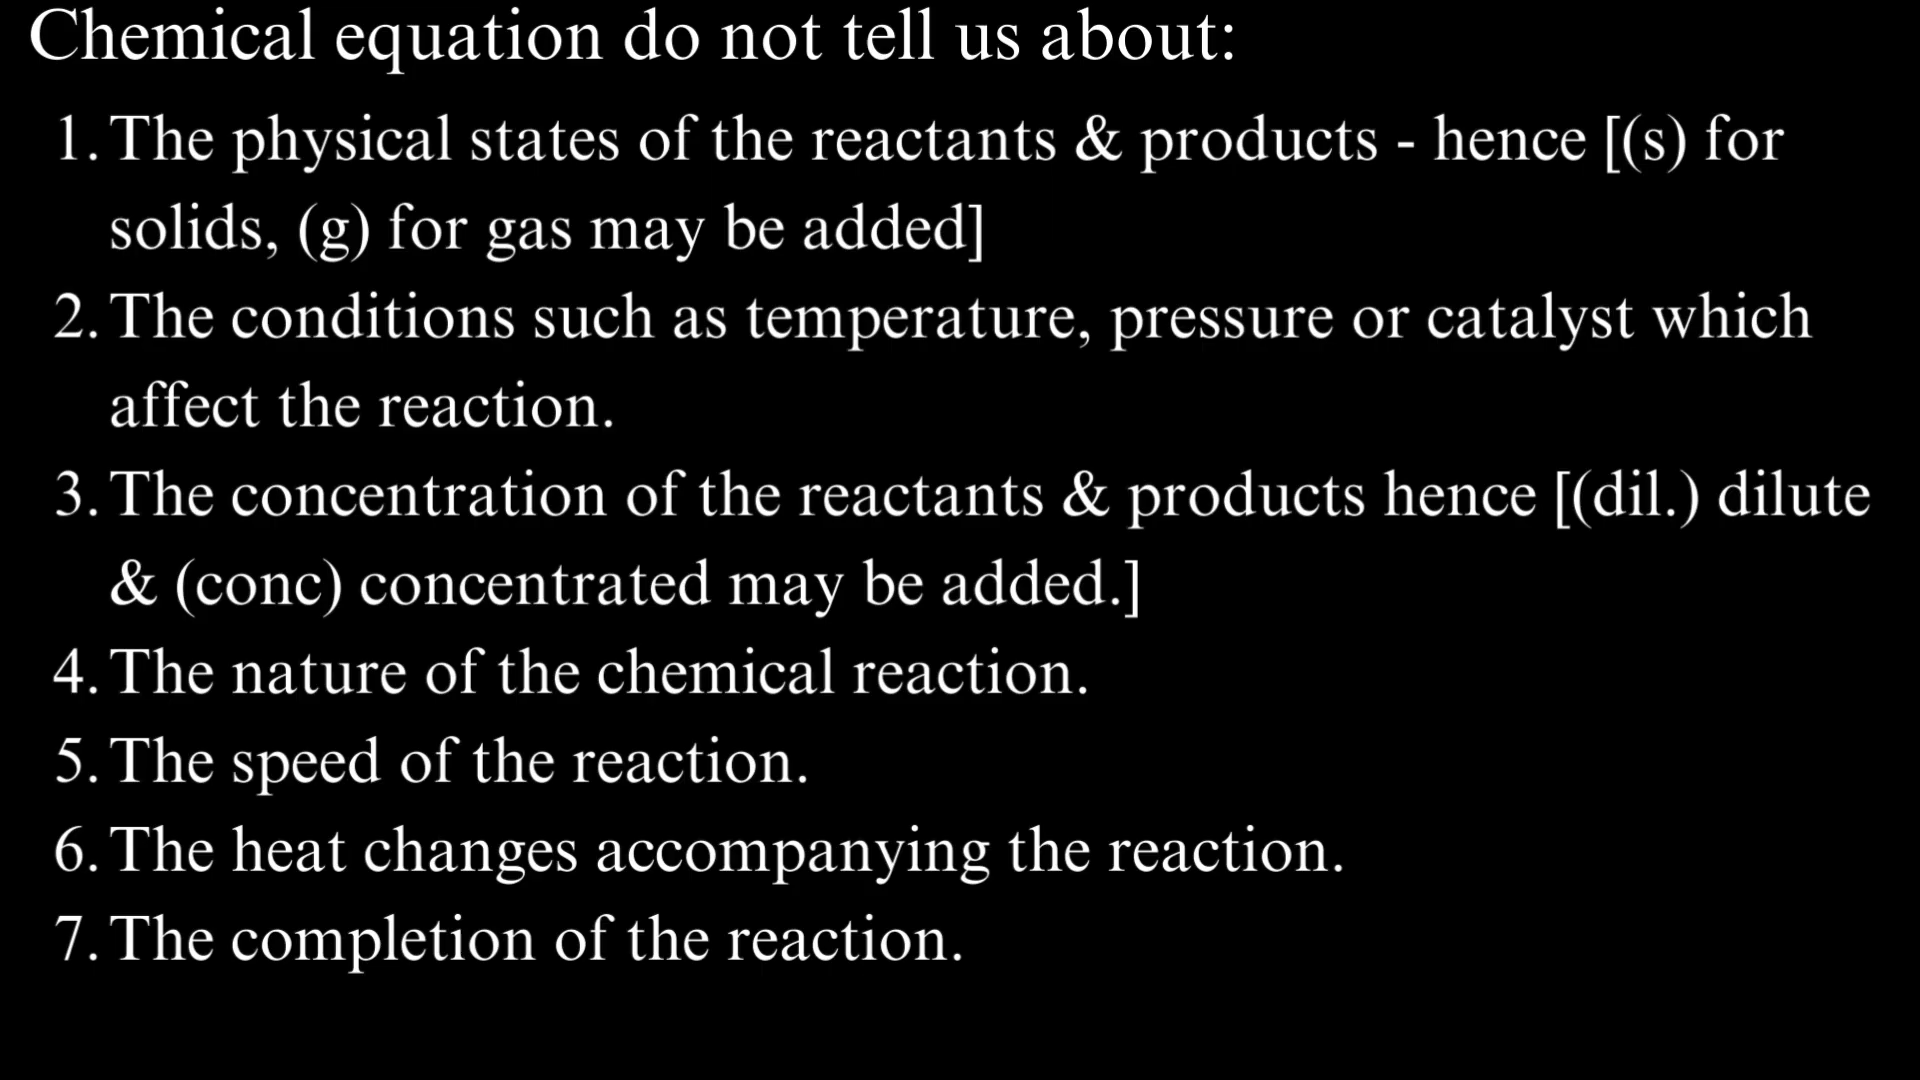 Chemical equation do not tell us about:
1. The physical states of the reactants & products - hence [(s) for
solids, (g) for gas may be added]
2. The conditions such as temperature, pressure or catalyst which
affect the reaction.
3. The concentration of the reactants & products hence [(dil.) dilute
& (conc) concentrated may be added.]
4. The nature of the chemical reaction.
5. The speed of the reaction.
6. The heat changes accompanying the reaction.
7. The completion of the reaction.